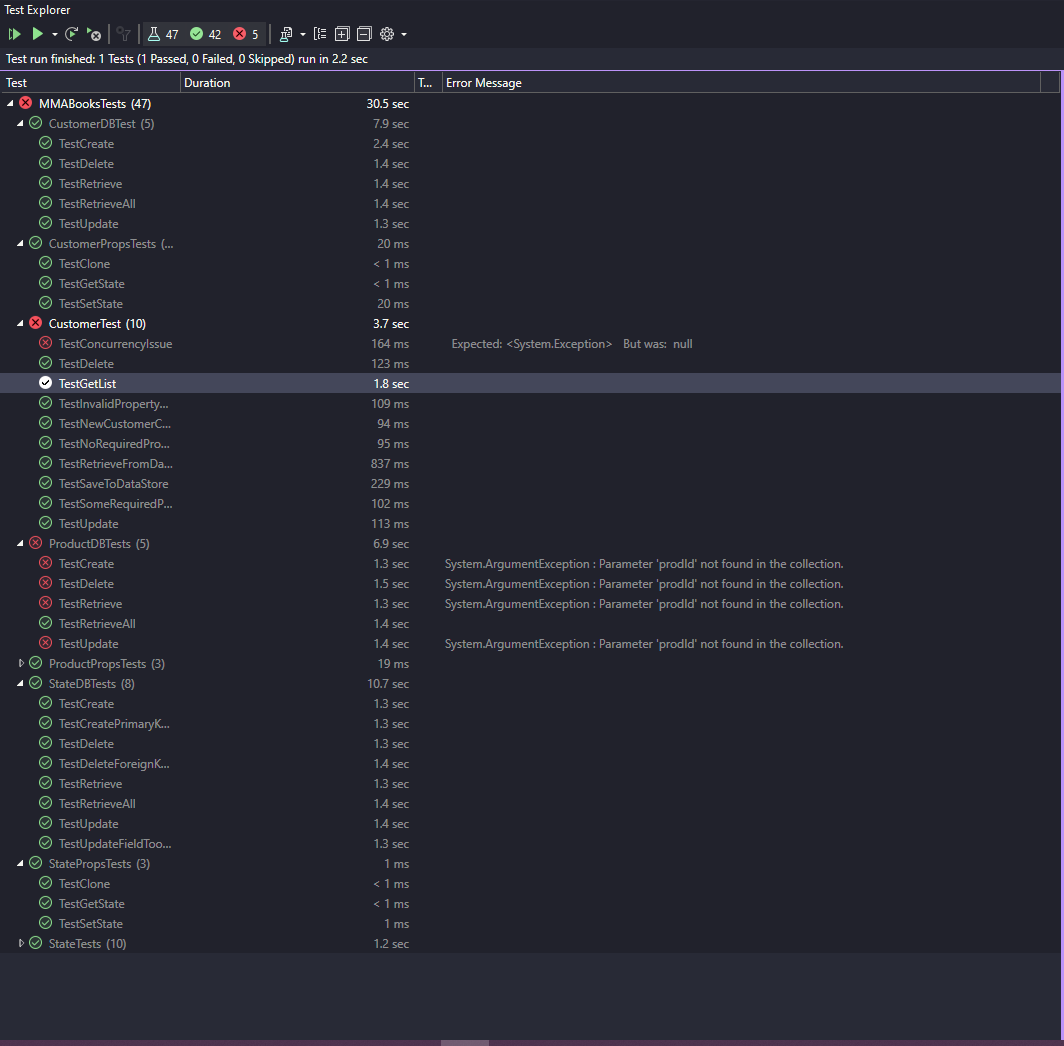 Test Explorer
47 42 5
Test run finished: 1 Tests (1 Passed, 0 Failed, 0 Skipped) run in 2.2 sec
Test Duration T... Error Message
MMABooksTests (47) 30.5 sec
CustomerDBTest (5) 7.9 sec
TestCreate 2.4 sec
TestDelete 1.4 sec
TestRetrieve 1.4 sec
TestRetrieveAll 1.4 sec
TestUpdate 1.3 sec
CustomerPropsTests (... 20 ms
TestClone < 1 ms
TestGetState < 1 ms
TestSetState 20 ms
CustomerTest (10) 3.7 sec
TestConcurrencyIssue 164 ms Expected: <System.Exception> But was: null
TestDelete 123 ms
TestGetList 1.8 sec
TestInvalidProperty... 109 ms
TestNewCustomerC... 94 ms
TestNoRequiredPro... 95 ms
TestRetrieveFromDa... 837 ms
TestSaveToDataStore 229 ms
TestSomeRequiredP... 102 ms
TestUpdate 113 ms
ProductDBTests (5) 6.9 sec
TestCreate 1.3 sec System.ArgumentException : Parameter 'prodId' not found in the collection.
TestDelete 1.5 sec System.ArgumentException : Parameter 'prodId' not found in the collection.
TestRetrieve 1.3 sec System.ArgumentException : Parameter 'prodId' not found in the collection.
TestRetrieveAll 1.4 sec
TestUpdate 1.4 sec System.ArgumentException : Parameter 'prodId' not found in the collection.
ProductPropsTests (3) 19 ms
StateDBTests (8) 10.7 sec
TestCreate 1.3 sec
TestCreatePrimaryK... 1.3 sec
TestDelete 1.3 sec
TestDeleteForeignK... 1.4 sec
TestRetrieve 1.3 sec
TestRetrieveAll 1.4 sec
TestUpdate 1.4 sec
TestUpdateFieldToo... 1.3 sec
StatePropsTests (3) 1 ms
TestClone < 1 ms
TestGetState < 1 ms
TestSetState 1 ms
StateTests (10) 1.2 sec